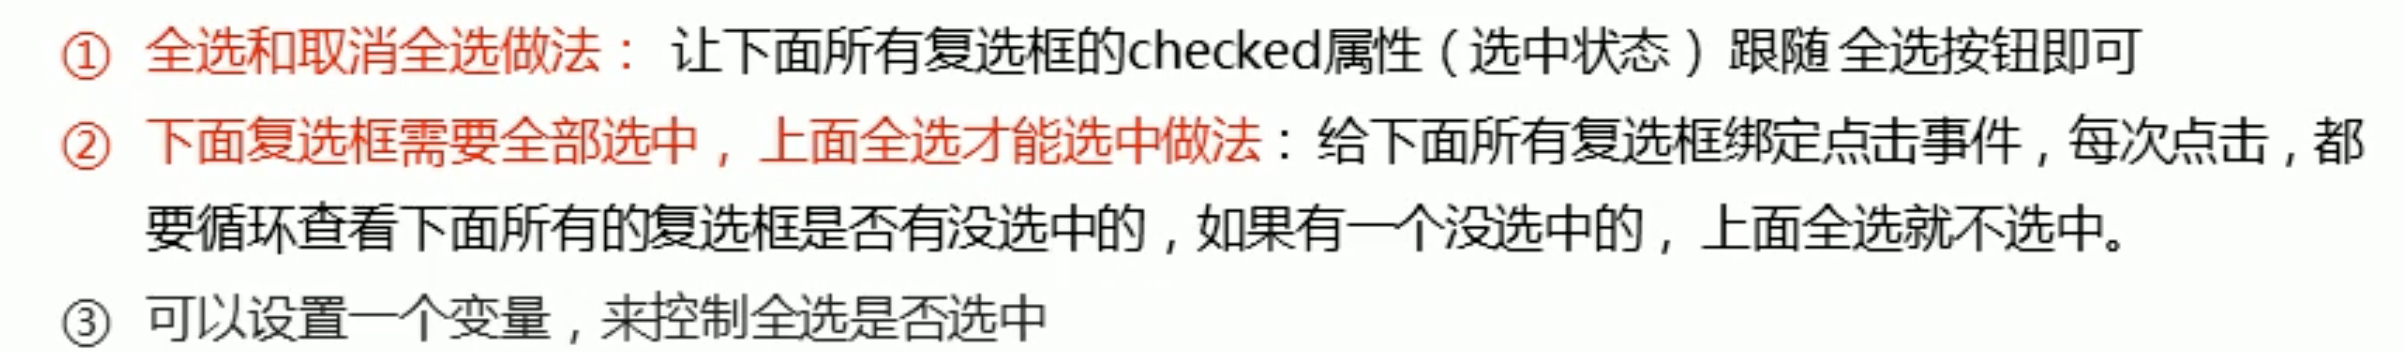 ① 全选和取消全选做法： 让下面所有复选框的checked属性（选中状态）跟随 全选按钮即可
② 下面复选框需要全部选中，上面全选才能选中做法：给下面所有复选框绑定点击事件，每次点击，都
要循环查看下面所有的复选框是否有没选中的，如果有一个没选中的，上面全选就不选中。
③ 可以设置一个变量，来控制全选是否选中